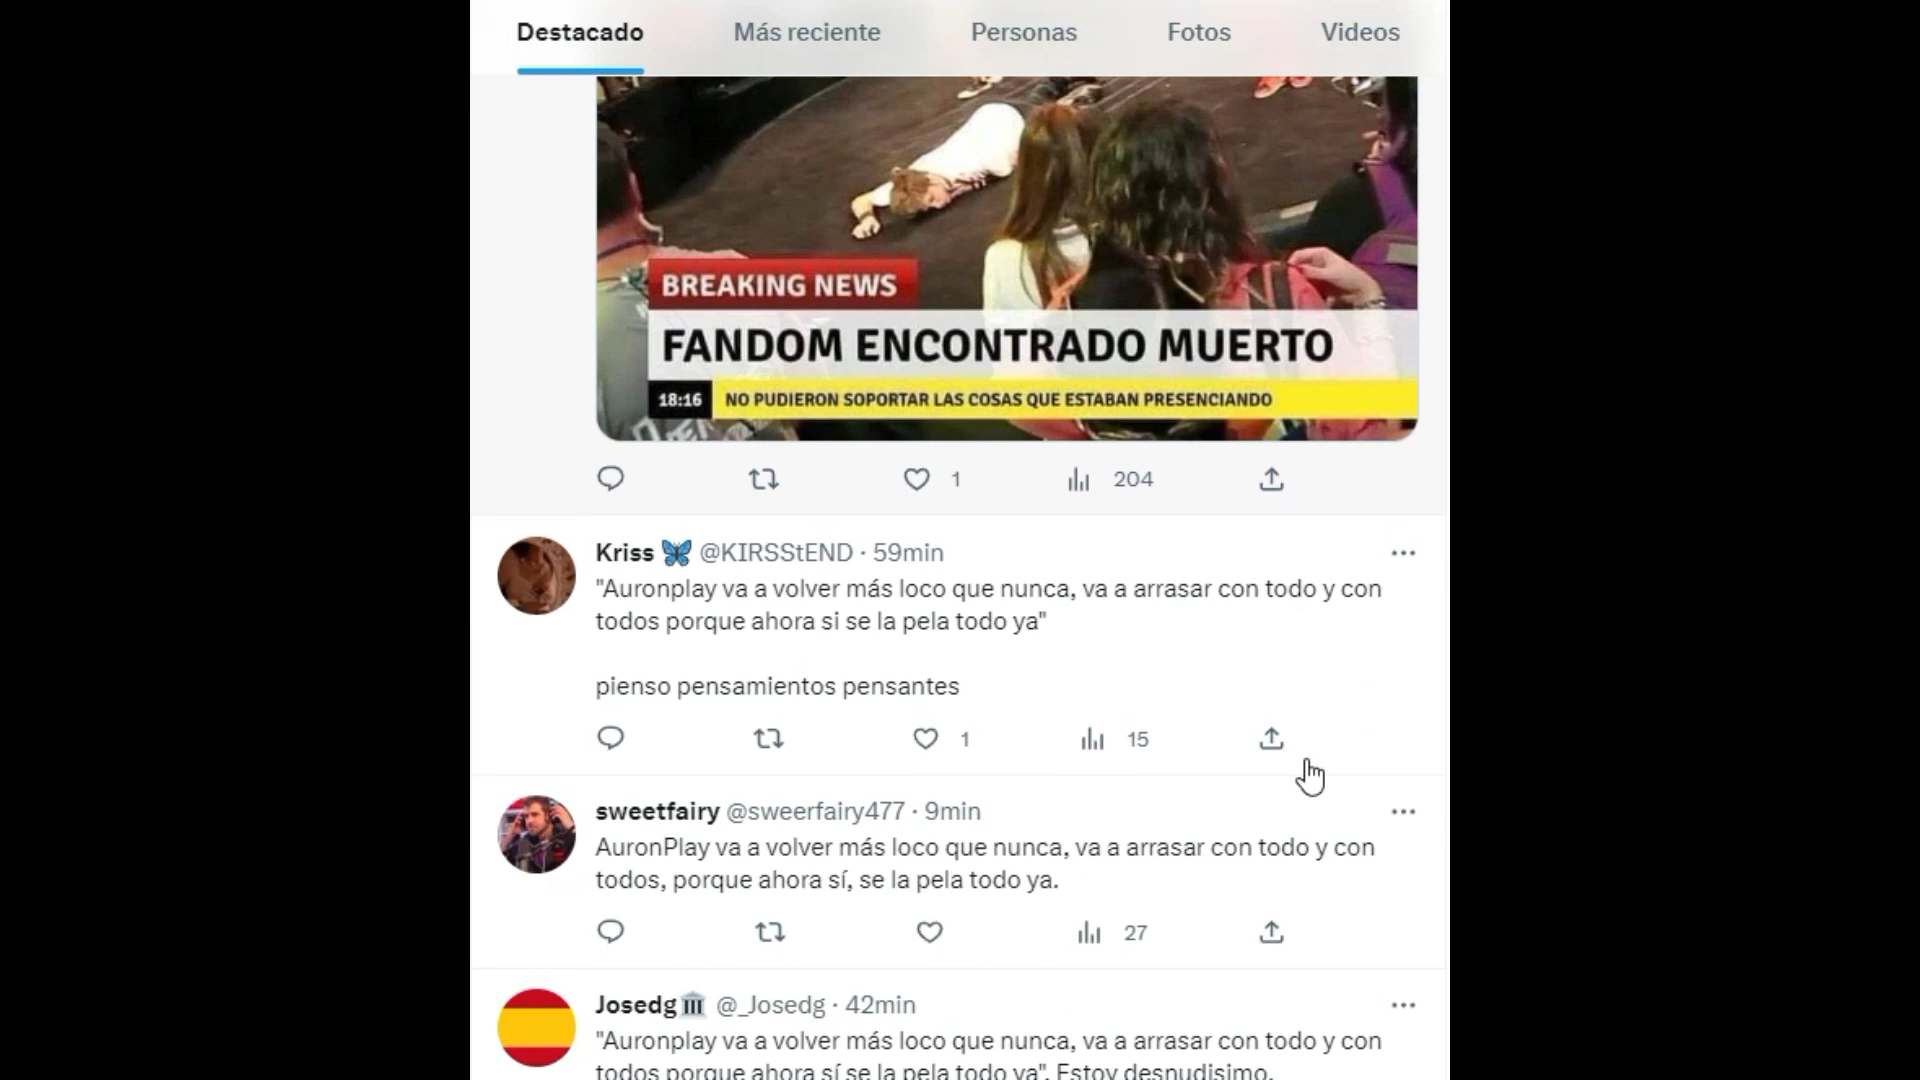 Destacado Más reciente Personas Fotos Videos
BREAKING NEWS
FANDOM ENCONTRADO MUERTO
18:16 NO PUDIERON SOPORTAR LAS COSAS QUE ESTABAN PRESENCIANDO
1 204
Kriss 🦋 @KIRSStEND · 59min
"Auronplay va a volver más loco que nunca, va a arrasar con todo y con
todos porque ahora si se la pela todo ya"
pienso pensamientos pensantes
1 15
sweetfairy @sweerfairy477 · 9min
AuronPlay va a volver más loco que nunca, va a arrasar con todo y con
todos, porque ahora sí, se la pela todo ya.
27
Josedg🏛️ @_Josedg · 42min
"Auronplay va a volver más loco que nunca, va a arrasar con todo y con
todos porque ahora sí se la pela todo ya". Estoy desnudisimo.